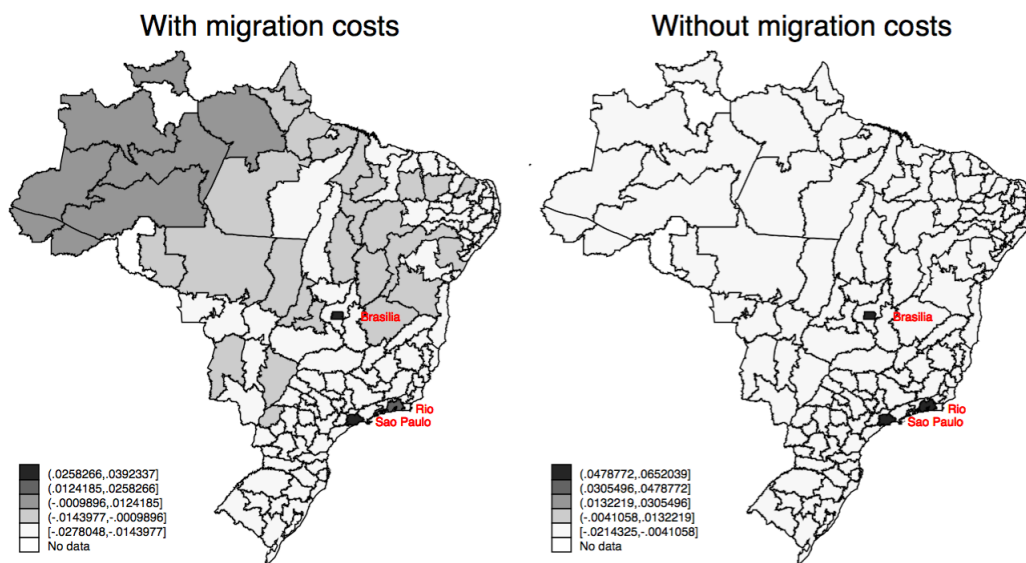 With migration costs
Without migration costs
Brasilia
Rio
Sao Paulo
(.0258266,.0392337]
(.0124185,.0258266]
(-.0009896,.0124185]
(-.0143977,-.0009896]
[-.0278048,-.0143977]
No data
Brasilia
Rio
Sao Paulo
(.0478772,.0652039]
(.0305496,.0478772]
(.0132219,.0305496]
(-.0041058,.0132219]
[-.0214325,-.0041058]
No data